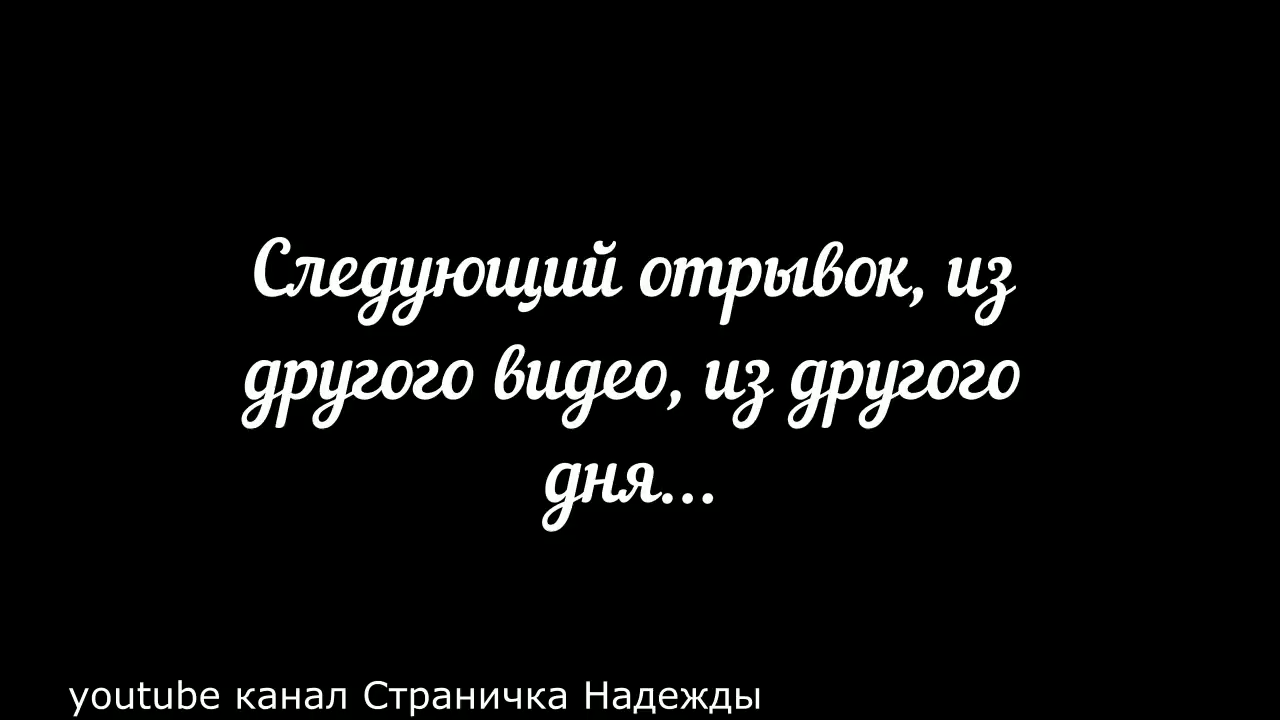 Следующий отрывок, из
другого видео, из другого
дня...
youtube канал Страничка Надежды